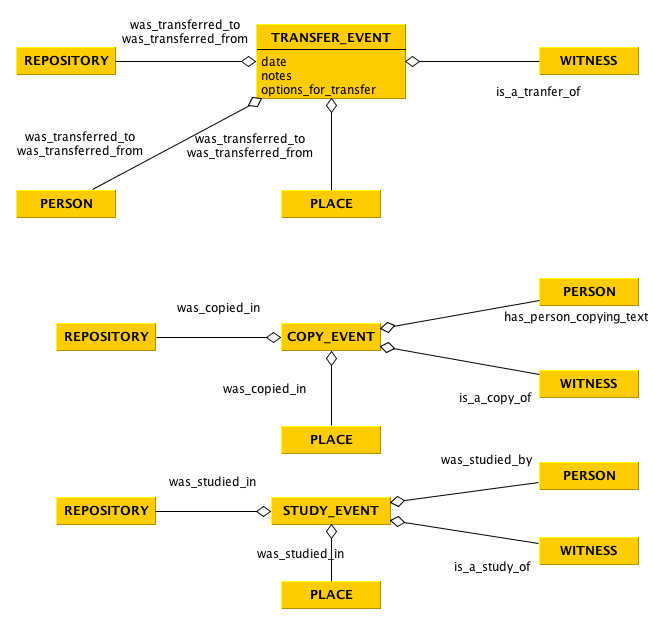 was_transferred_to
was_transferred_from
TRANSFER_EVENT
REPOSITORY
WITNESS
date
notes
options_for_transfer
is_a_tranfer_of
was_transferred_to
was_transferred_from
was_transferred_to
was_transferred_from
PERSON
PLACE
PERSON
was_copied_in
has_person_copying_text
REPOSITORY
COPY_EVENT
WITNESS
was_copied_in
is_a_copy_of
PLACE
was_studied_by
PERSON
was_studied_in
REPOSITORY
STUDY_EVENT
WITNESS
was_studied_in
is_a_study_of
PLACE